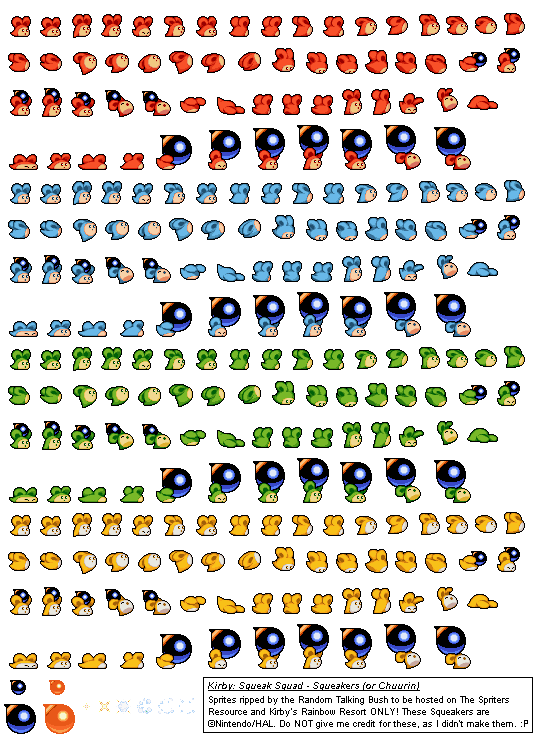 Kirby: Squeak Squad - Squeakers (or Chuurin)
Sprites ripped by the Random Talking Bush to be hosted on The Spriters
Resource and Kirby's Rainbow Resort ONLY! These Squeakers are
©Nintendo/HAL. Do NOT give me credit for these, as I didn't make them. :P